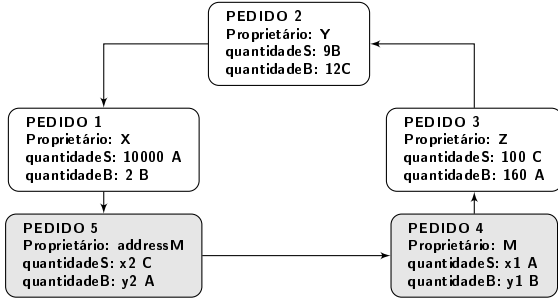 PEDIDO 2
Proprietário: Y
quantidadeS: 9B
quantidadeB: 12C
PEDIDO 1
Proprietário: X
quantidadeS: 10000 A
quantidadeB: 2 B
PEDIDO 3
Proprietário: Z
quantidadeS: 100 C
quantidadeB: 160 A
PEDIDO 5
Proprietário: addressM
quantidadeS: x2 C
quantidadeB: y2 A
PEDIDO 4
Proprietário: M
quantidadeS: x1 A
quantidadeB: y1 B